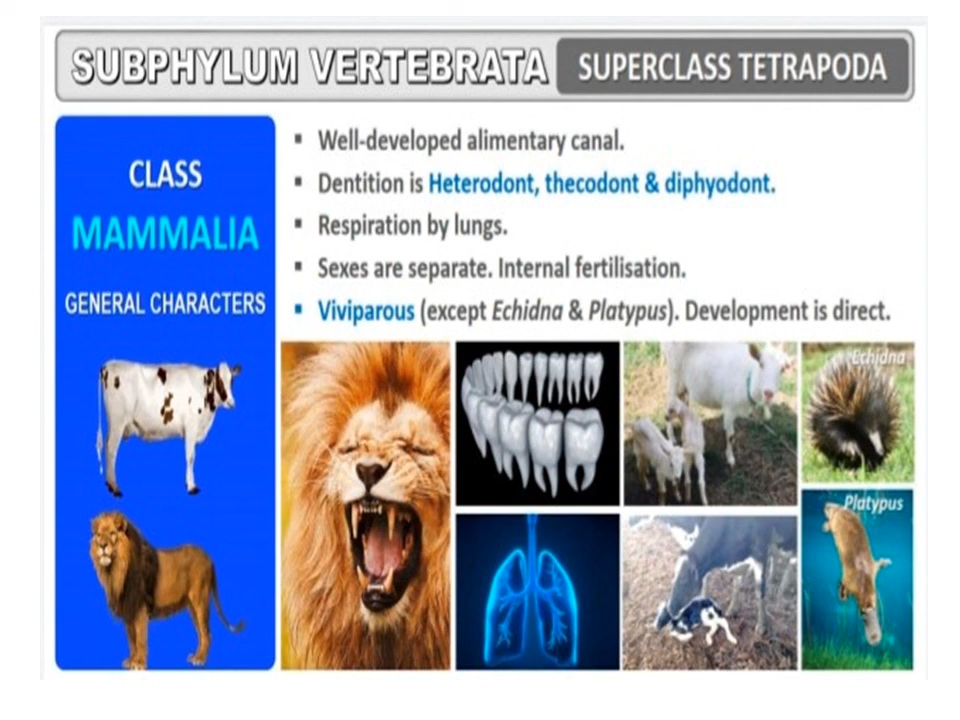 SUBPHYLUM VERTEBRATA SUPERCLASS TETRAPODA
CLASS
MAMMALIA
GENERAL CHARACTERS
▪ Well-developed alimentary canal.
▪ Dentition is Heterodont, thecodont & diphyodont.
▪ Respiration by lungs.
▪ Sexes are separate. Internal fertilisation.
▪ Viviparous (except Echidna & Platypus). Development is direct.
Echidna
Platypus